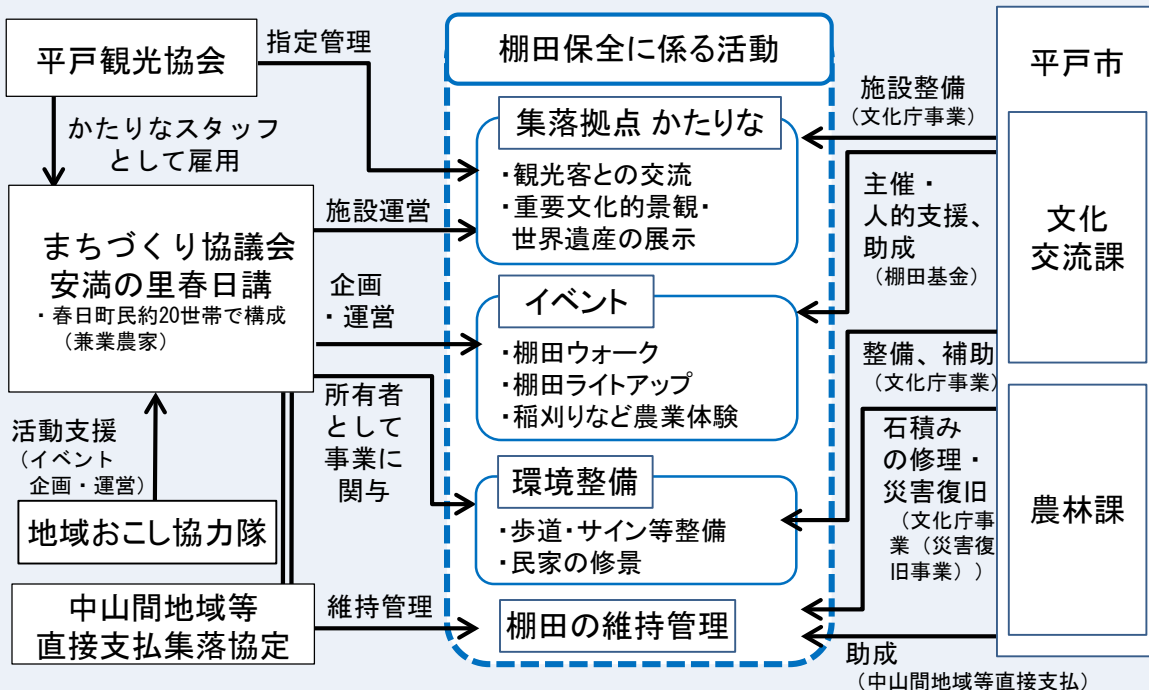 平戸観光協会
指定管理
かたりなスタッフ
として雇用
まちづくり協議会
安満の里春日講
・春日町民約20世帯で構成
（兼業農家）
施設運営
企画
・運営
所有者
として
事業に
関与
活動支援
（イベント
企画・運営）
地域おこし協力隊
中山間地域等
直接支払集落協定
維持管理
棚田保全に係る活動
集落拠点 かたりな
・観光客との交流
・重要文化的景観・
世界遺産の展示
イベント
・棚田ウォーク
・棚田ライトアップ
・稲刈りなど農業体験
環境整備
・歩道・サイン等整備
・民家の修景
棚田の維持管理
施設整備
（文化庁事業）
主催・
人的支援、
助成
（棚田基金）
整備、補助
（文化庁事業）
石積み
の修理・
災害復旧
（文化庁事
業（災害復
旧事業））
助成
（中山間地域等直接支払）
平戸市
文化
交流課
農林課